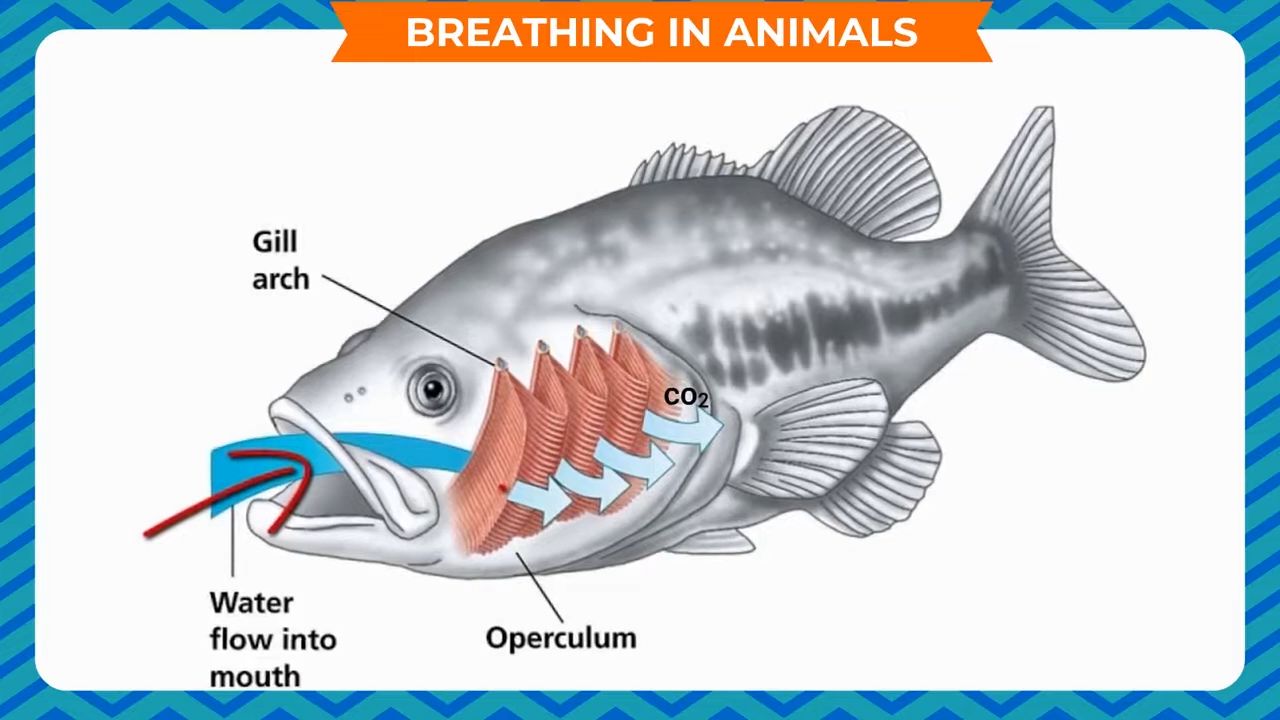 BREATHING IN ANIMALS
Gill
arch
CO₂
Water
flow into
mouth
Operculum